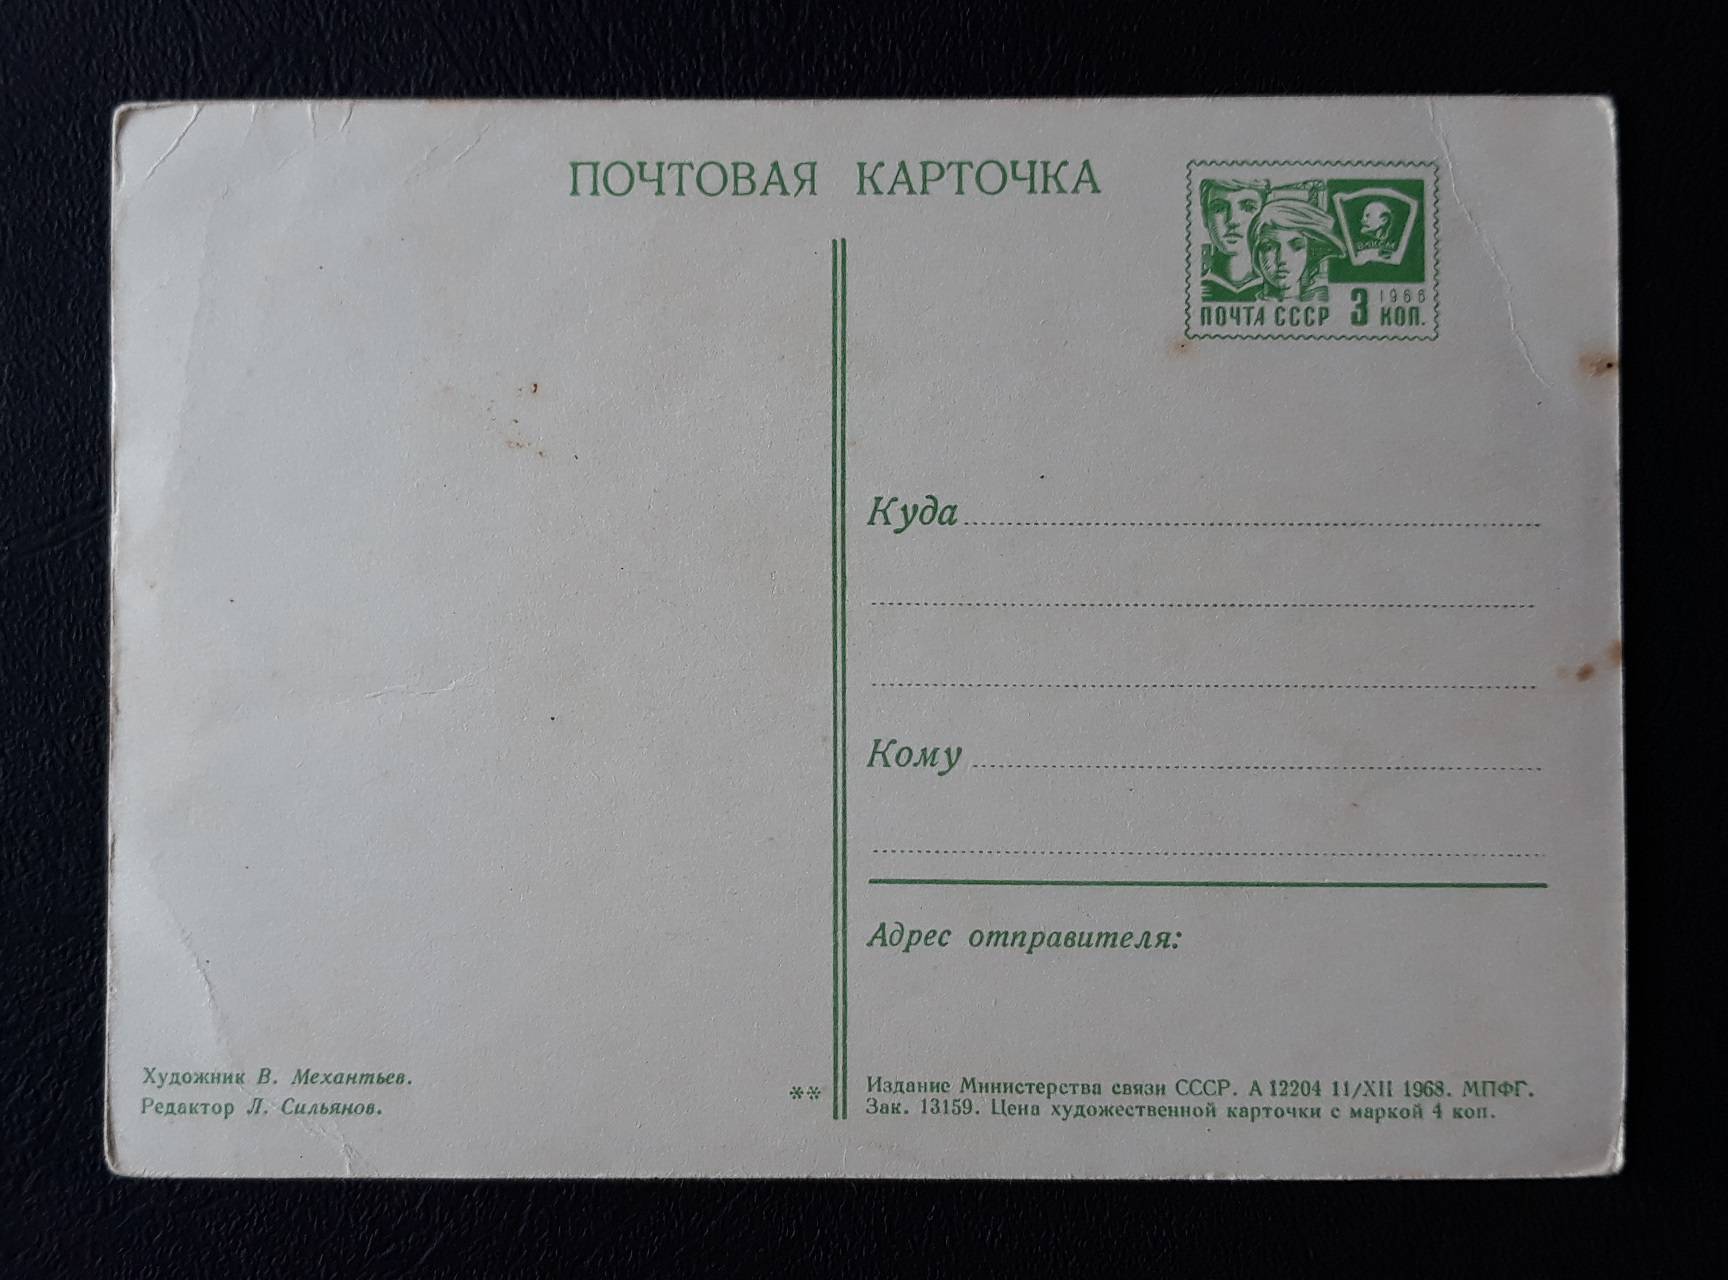 ПОЧТОВАЯ КАРТОЧКА
ВЛКСМ
1966
ПОЧТА СССР 3 КОП.
Куда
Кому
Адрес отправителя:
Художник В. Механтьев.
Редактор Л. Сильянов.
**
Издание Министерства связи СССР. А 12204 11/XII 1968. МПФГ.
Зак. 13159. Цена художественной карточки с маркой 4 коп.